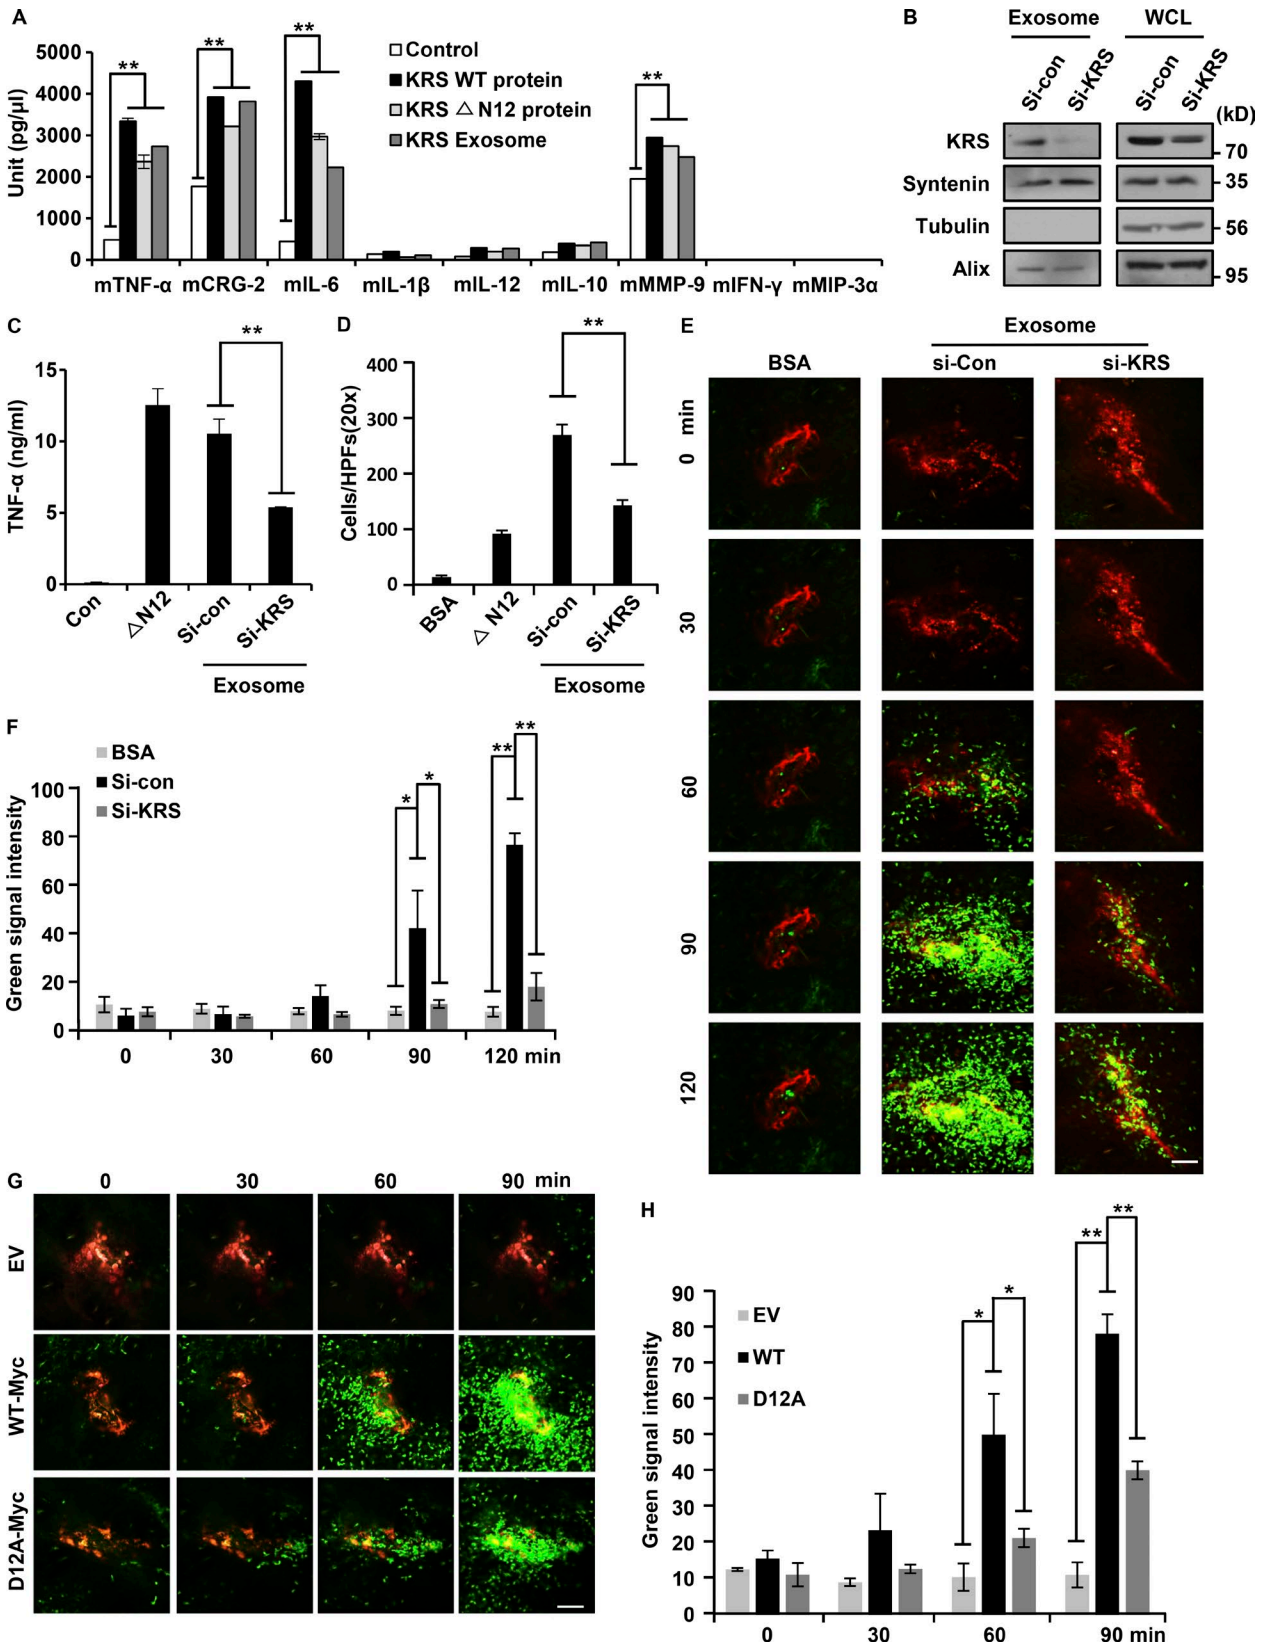 A
Unit (pg/µl)
5000
4000
3000
2000
1000
0
**
**
**
**
Control
KRS WT protein
KRS △ N12 protein
KRS Exosome
mTNF-α mCRG-2 mIL-6 mIL-1β mIL-12 mIL-10 mMMP-9 mIFN-γ mMIP-3α
B
Exosome WCL
Si-con Si-KRS Si-con Si-KRS
(kD)
KRS 70
Syntenin 35
Tubulin 56
Alix 95
C
TNF-α (ng/ml)
15
10
5
0
**
Con △N12 Si-con Si-KRS
Exosome
D
Cells/HPFs(20x)
400
300
200
100
0
**
BSA △ N12 Si-con Si-KRS
Exosome
E
Exosome
BSA si-Con si-KRS
0 min
30
60
90
120
F
BSA
Si-con
Si-KRS
Green signal intensity
100
80
60
40
20
0
* *
** **
0 30 60 90 120 min
G
0 30 60 90 min
EV
WT-Myc
D12A-Myc
H
EV
WT
D12A
Green signal intensity
90
80
70
60
50
40
30
20
10
0
* *
** **
0 30 60 90 min